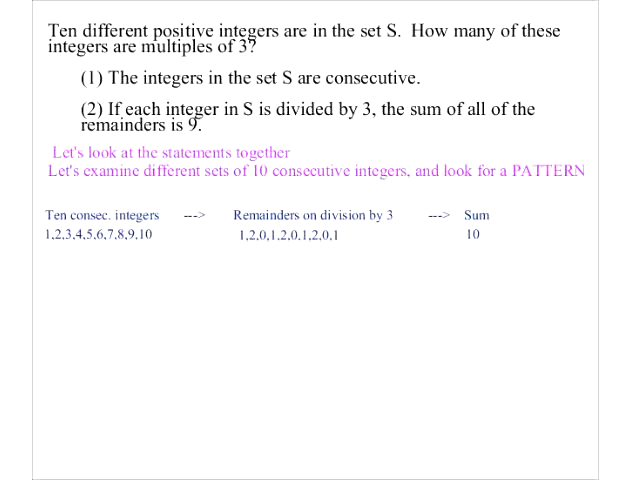 Ten different positive integers are in the set S. How many of these
integers are multiples of 3?
(1) The integers in the set S are consecutive.
(2) If each integer in S is divided by 3, the sum of all of the
remainders is 9.
Let's look at the statements together
Let's examine different sets of 10 consecutive integers, and look for a PATTERN
Ten consec. integers ---> Remainders on division by 3 ---> Sum
1,2,3,4,5,6,7,8,9,10 1,2,0,1,2,0,1,2,0,1 10